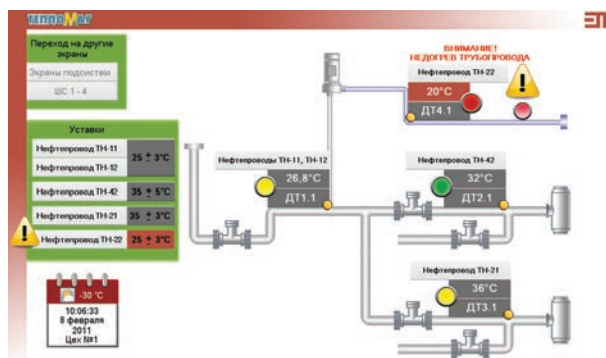 ТЕПЛОМАГ
Переход на другие
экраны
Экраны подсистем
ШС 1 - 4
Уставки
Нефтепровод ТН-11
Нефтепровод ТН-12
25 ± 3°C
Нефтепровод ТН-42
35 ± 5°C
Нефтепровод ТН-21
35 ± 3°C
Нефтепровод ТН-22
25 ± 3°C
-30 °C
10:06:33
8 февраля
2011
Цех №1
ВНИМАНИЕ!
НЕДОГРЕВ ТРУБОПРОВОДА
Нефтепровод ТН-22
20°C
ДТ4.1
Нефтепроводы ТН-11, ТН-12
26,8°C
ДТ1.1
Нефтепровод ТН-42
32°C
ДТ2.1
Нефтепровод ТН-21
36°C
ДТ3.1